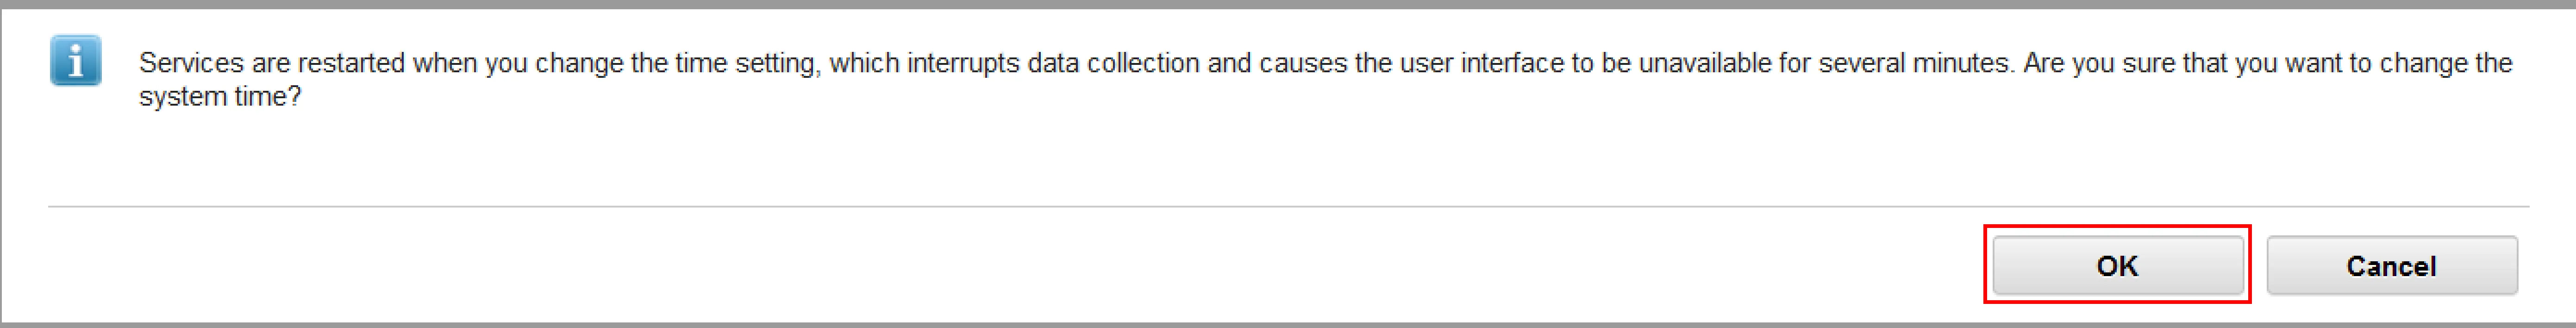 Services are restarted when you change the time setting, which interrupts data collection and causes the user interface to be unavailable for several minutes. Are you sure that you want to change the
system time?
OK
Cancel